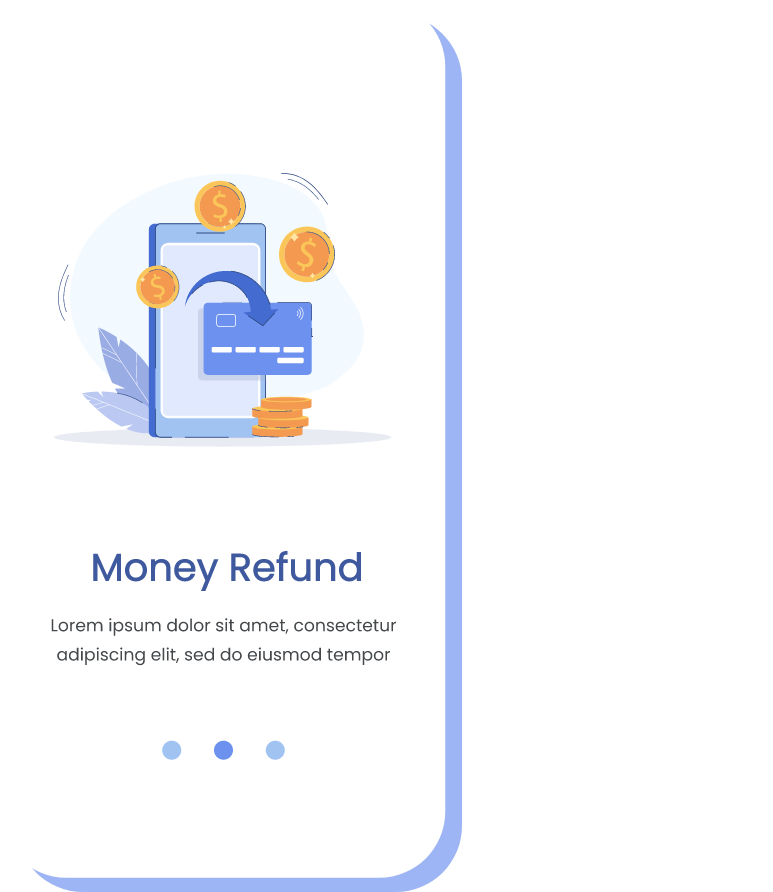 Money Refund
Lorem ipsum dolor sit amet, consectetur
adipiscing elit, sed do eiusmod tempor